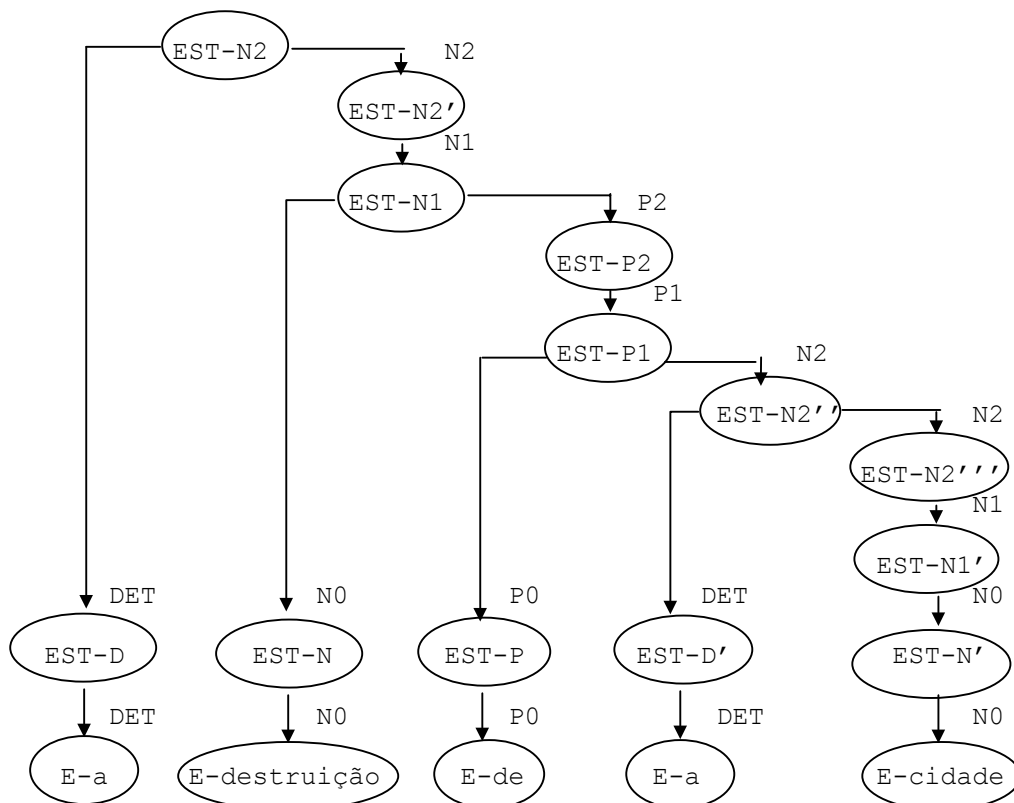 EST-N2
N2
EST-N2'
N1
EST-N1
P2
EST-P2
P1
EST-P1
N2
EST-N2''
N2
EST-N2'''
N1
EST-N1'
DET N0 P0 DET N0
EST-D EST-N EST-P EST-D' EST-N'
DET N0 P0 DET N0
E-a E-destruição E-de E-a E-cidade